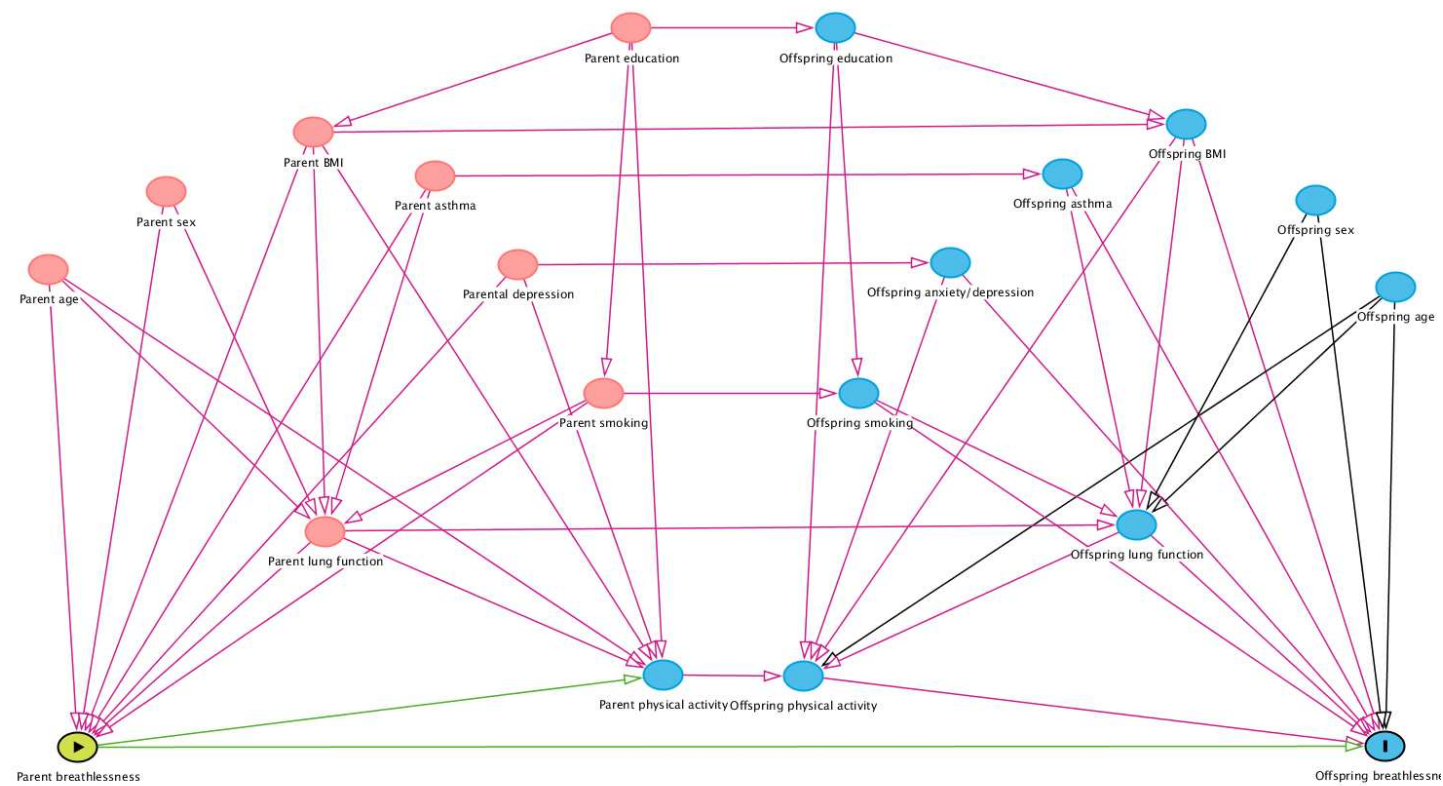 Parent education
Offspring education
Parent BMI
Offspring BMI
Parent asthma
Offspring asthma
Parent sex
Offspring sex
Parent age
Parental depression
Offspring anxiety/depression
Offspring age
Parent smoking
Offspring smoking
Parent lung function
Offspring lung function
Parent physical activity
Offspring physical activity
Parent breathlessness
Offspring breathlessne